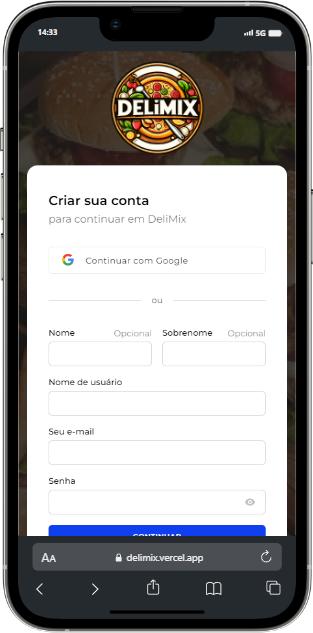 14:33
5G
DELiMiX
Criar sua conta
para continuar em DeliMix
Continuar com Google
ou
Nome Opcional Sobrenome Opcional
Nome de usuário
Seu e-mail
Senha
CONTINUAR
AA delimix.vercel.app